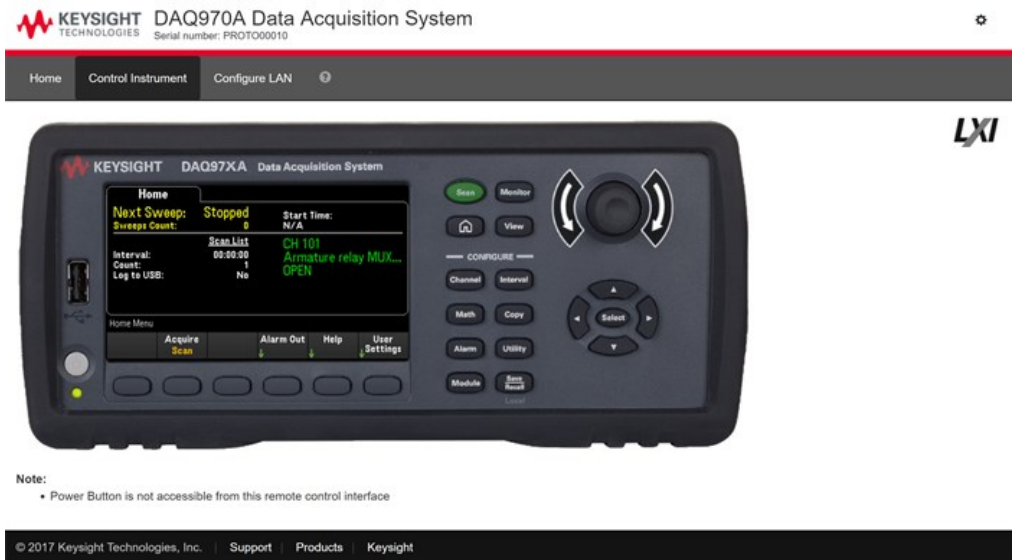 KEYSIGHT
TECHNOLOGIES
DAQ970A Data Acquisition System
Serial number: PROTO00010
Home Control Instrument Configure LAN ?
LXI
KEYSIGHT DAQ97XA Data Acquisition System
Home
Next Sweep: Stopped Start Time:
Sweeps Count: 0 N/A
Scan List CH 101
Interval: 00:00:00 Armature relay MUX...
Count: 1 OPEN
Log to USB: No
Home Menu
Acquire Alarm Out Help User
Scan Settings
Scan Monitor
View
CONFIGURE
Channel Interval
Math Copy
Alarm Utility
Module Save
Recall
Local
Select
Note:
• Power Button is not accessible from this remote control interface
© 2017 Keysight Technologies, Inc. | Support | Products | Keysight